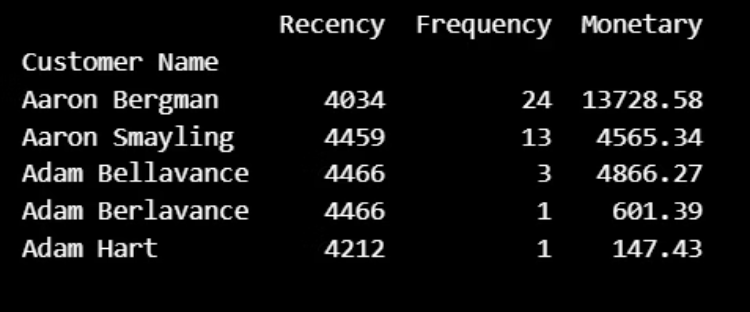 Recency Frequency Monetary
Customer Name
Aaron Bergman 4034 24 13728.58
Aaron Smayling 4459 13 4565.34
Adam Bellavance 4466 3 4866.27
Adam Berlavance 4466 1 601.39
Adam Hart 4212 1 147.43